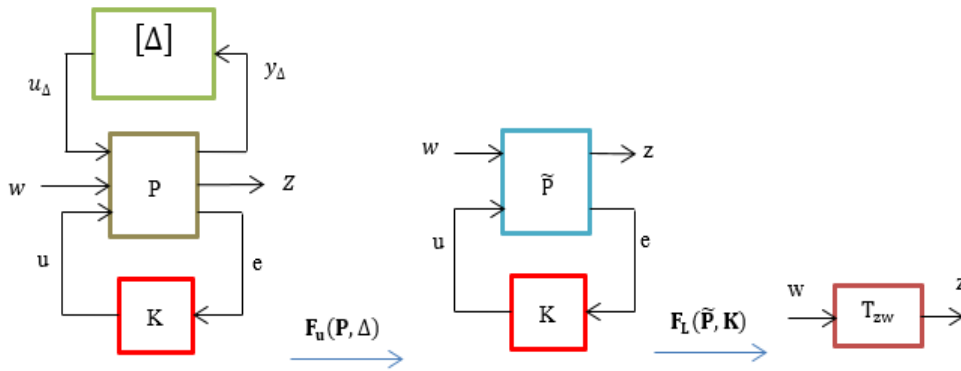 [Δ]
u_Δ
y_Δ
w
P
Z
u
e
K
F_u(P, Δ)
w
P̃
z
u
e
K
F_L(P̃, K)
w
T_zw
z